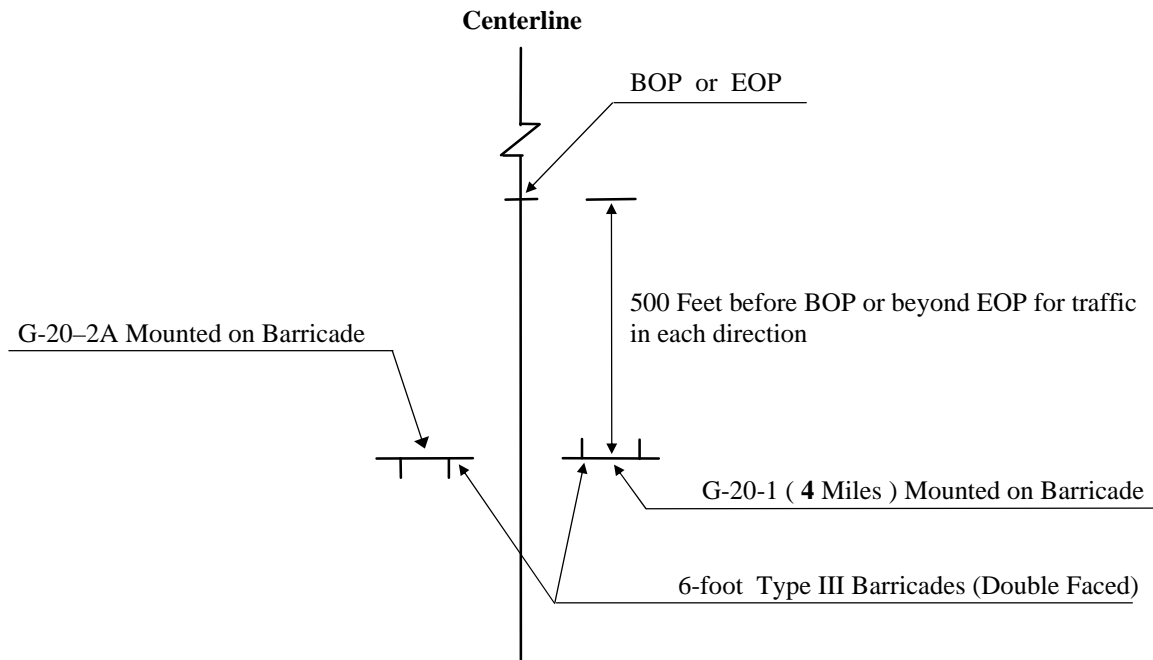 Centerline
BOP or EOP
500 Feet before BOP or beyond EOP for traffic
in each direction
G-20–2A Mounted on Barricade
G-20-1 ( 4 Miles ) Mounted on Barricade
6-foot Type III Barricades (Double Faced)